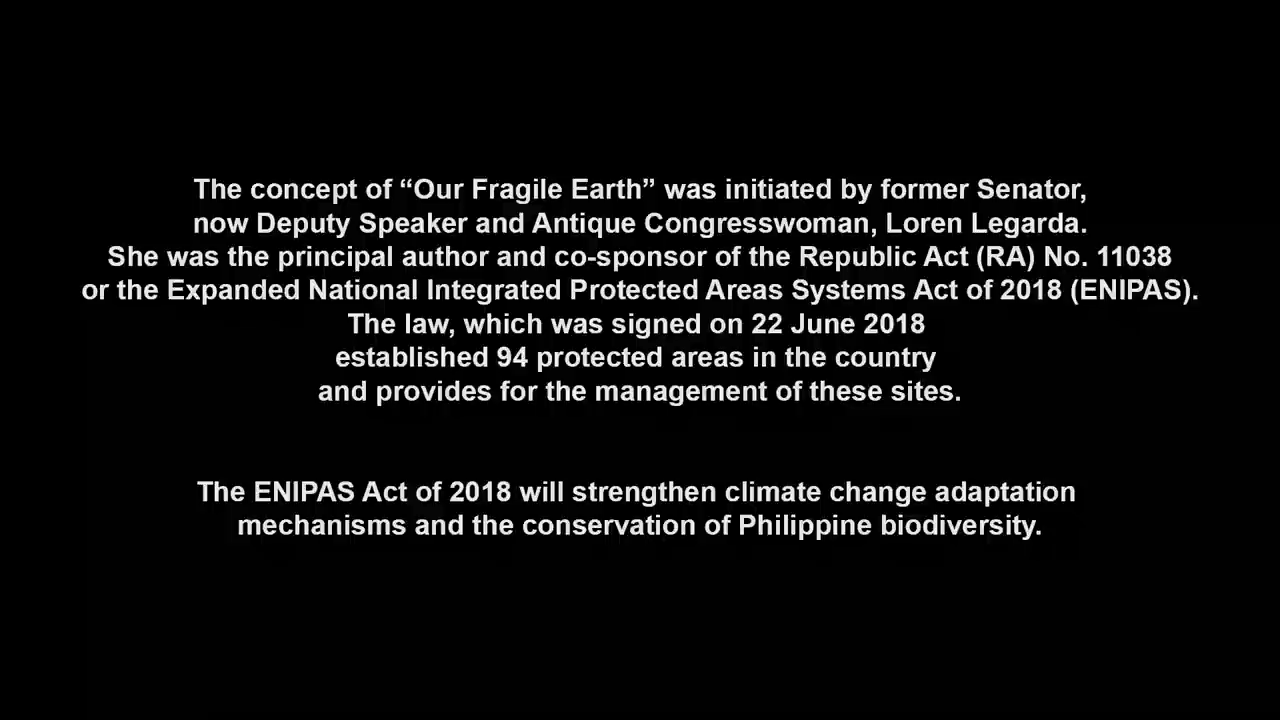 The concept of “Our Fragile Earth” was initiated by former Senator,
now Deputy Speaker and Antique Congresswoman, Loren Legarda.
She was the principal author and co-sponsor of the Republic Act (RA) No. 11038
or the Expanded National Integrated Protected Areas Systems Act of 2018 (ENIPAS).
The law, which was signed on 22 June 2018
established 94 protected areas in the country
and provides for the management of these sites.
The ENIPAS Act of 2018 will strengthen climate change adaptation
mechanisms and the conservation of Philippine biodiversity.